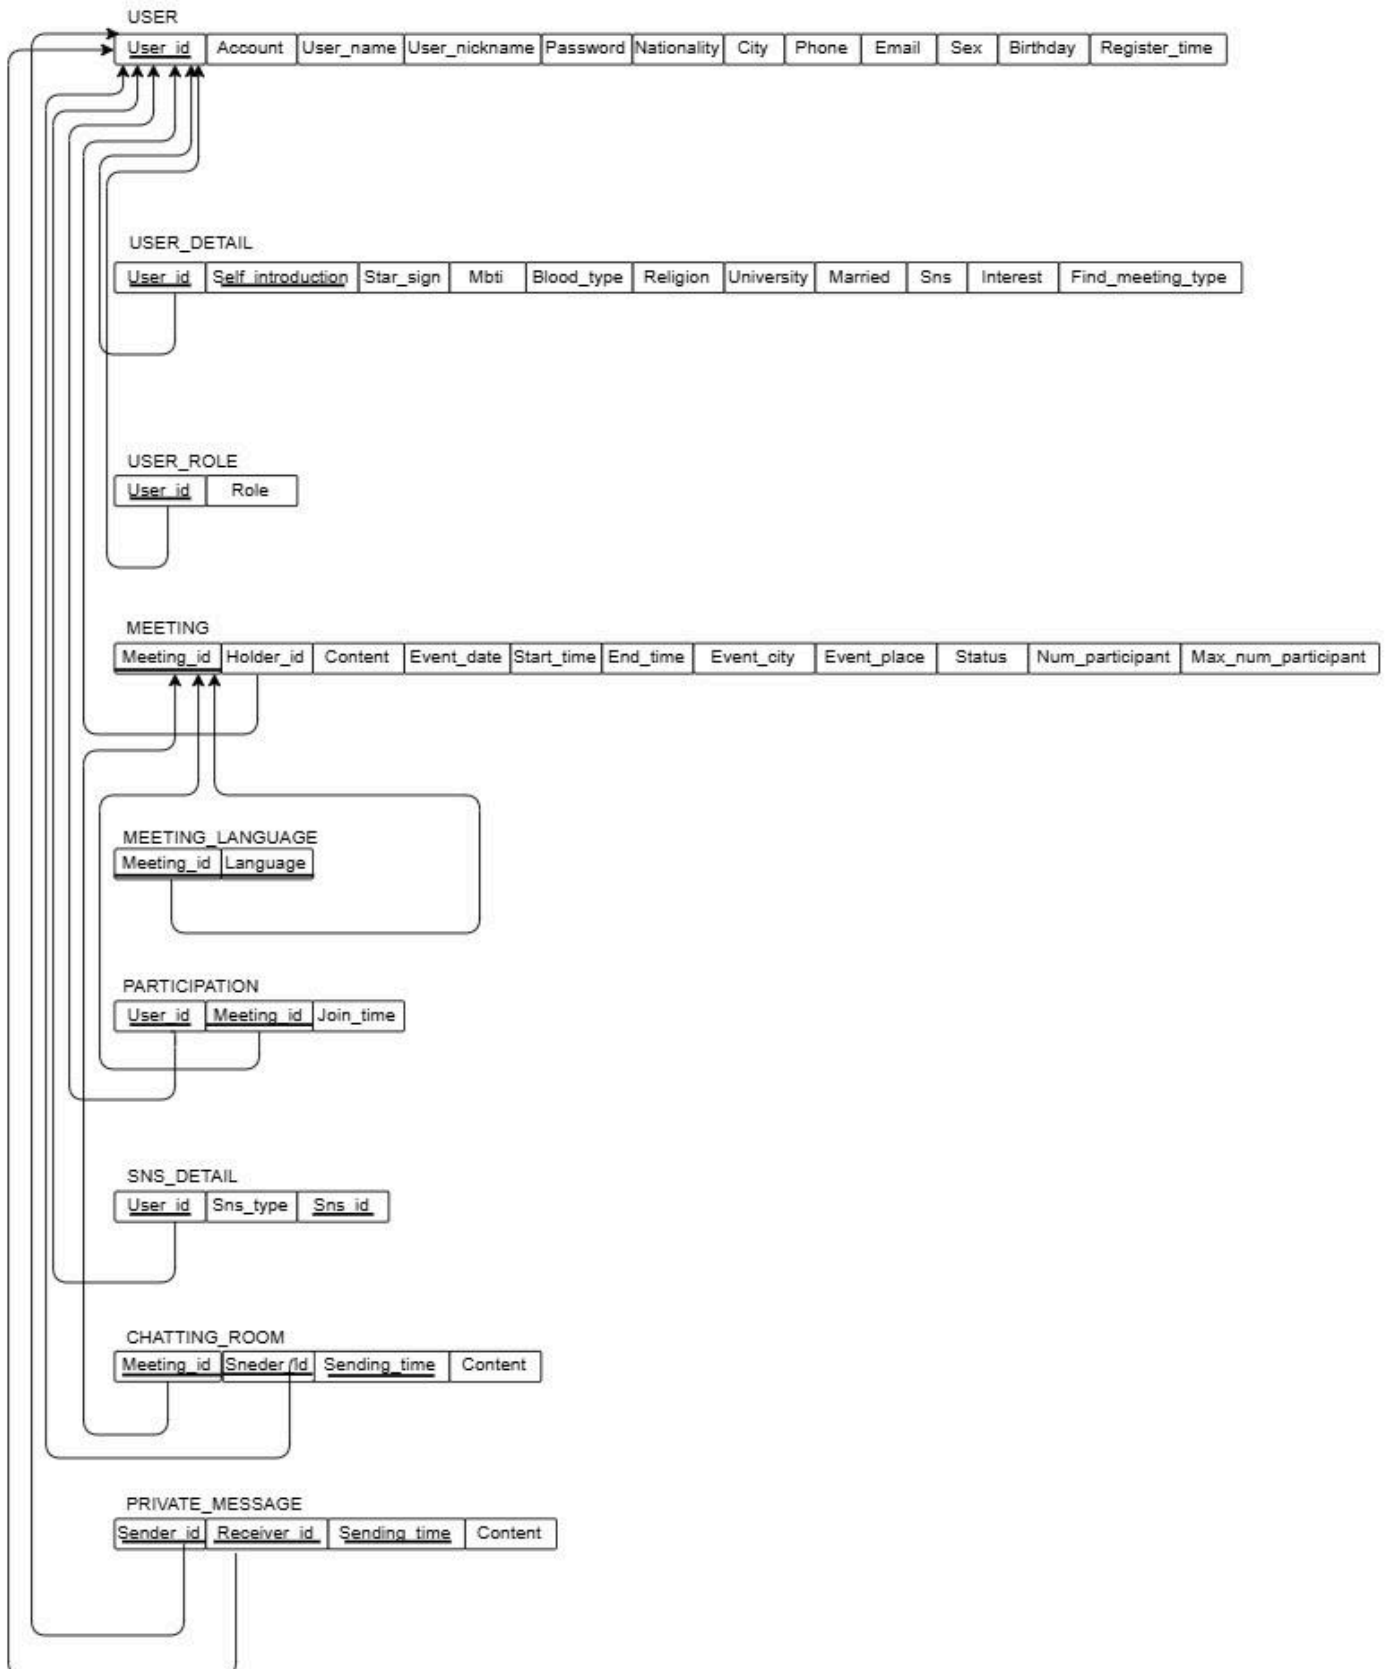 USER
User_id Account User_name User_nickname Password Nationality City Phone Email Sex Birthday Register_time
USER_DETAIL
User_id Self_introduction Star_sign Mbti Blood_type Religion University Married Sns Interest Find_meeting_type
USER_ROLE
User_id Role
MEETING
Meeting_id Holder_id Content Event_date Start_time End_time Event_city Event_place Status Num_participant Max_num_participant
MEETING_LANGUAGE
Meeting_id Language
PARTICIPATION
User_id Meeting_id Join_time
SNS_DETAIL
User_id Sns_type Sns_id
CHATTING_ROOM
Meeting_id Sneder_Id Sending_time Content
PRIVATE_MESSAGE
Sender_id Receiver_id Sending_time Content